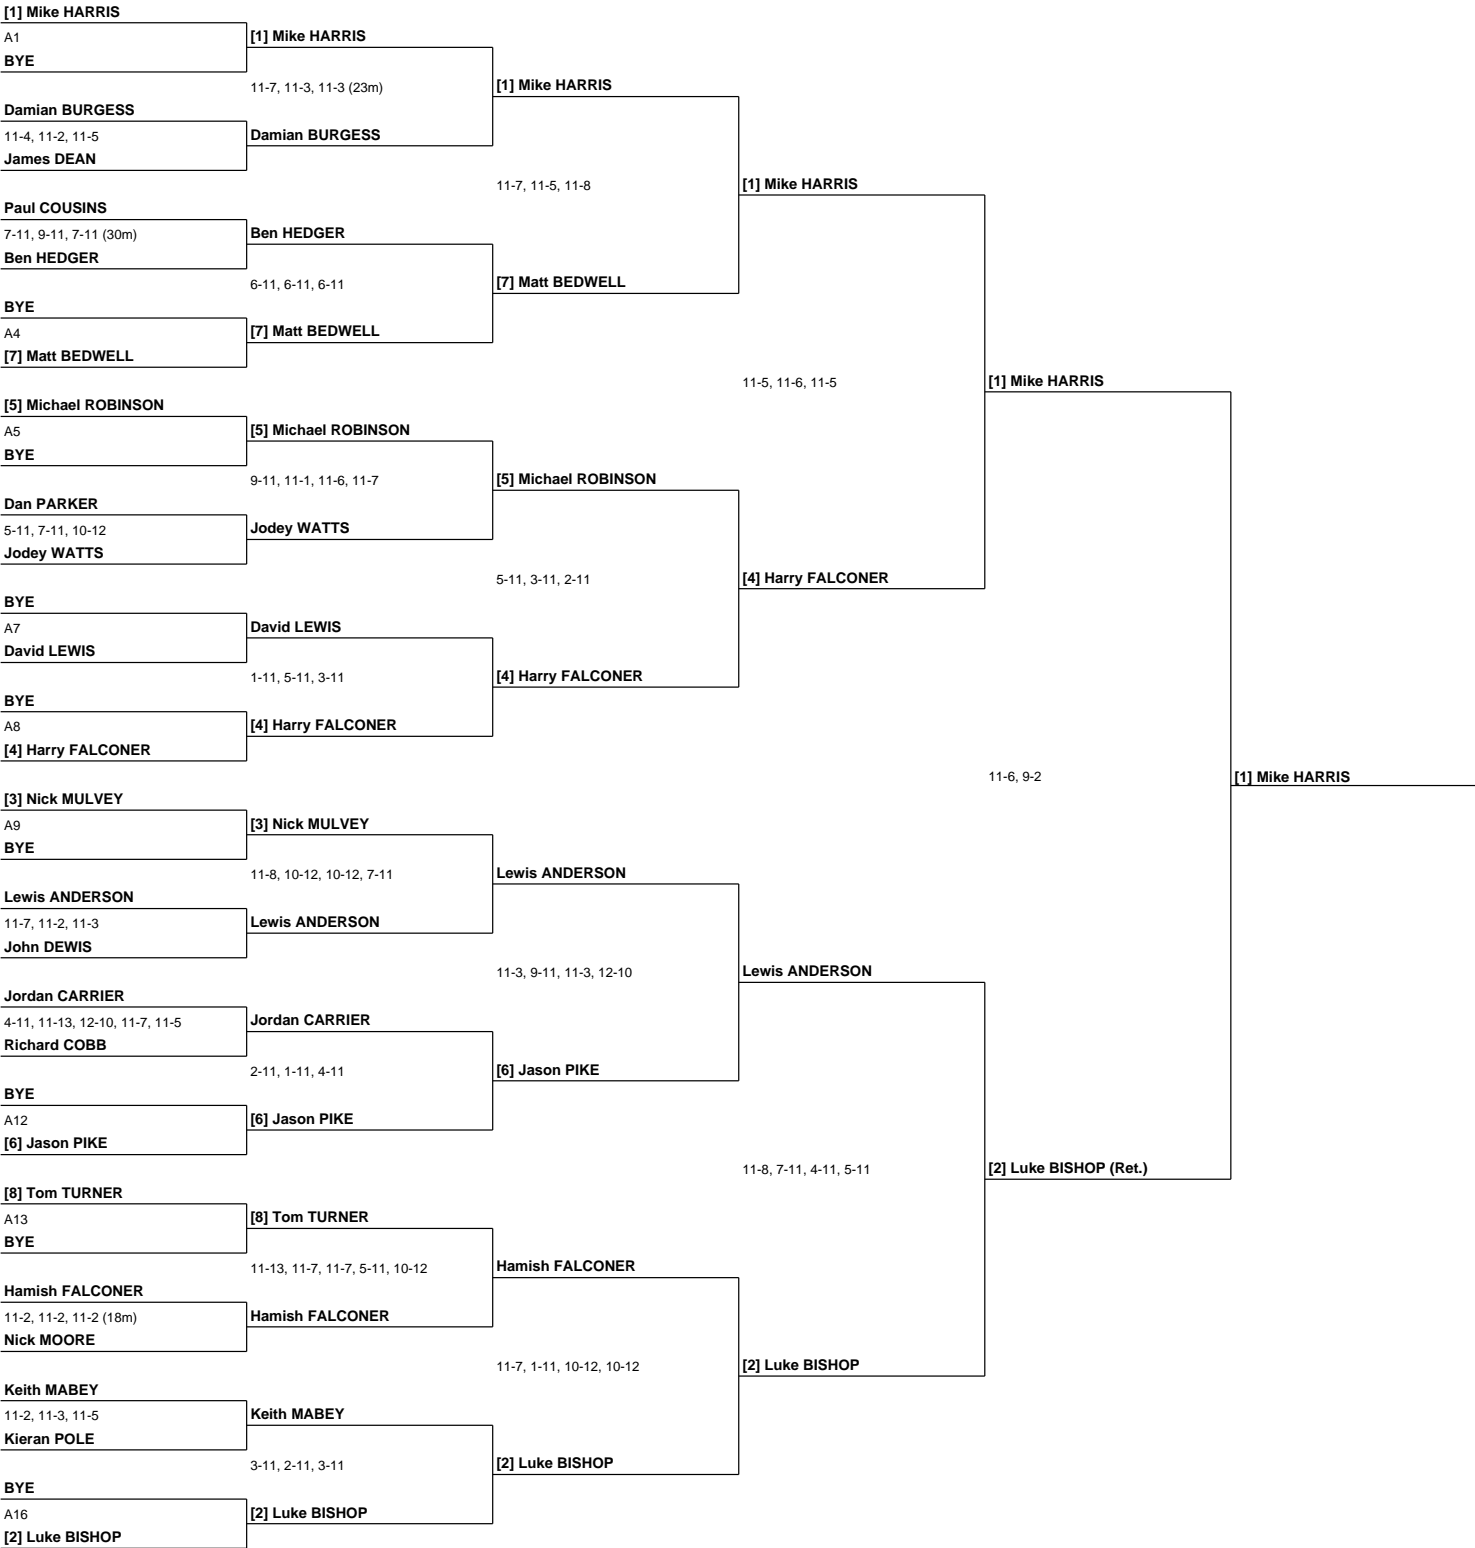 [1] Mike HARRIS
A1
BYE
Damian BURGESS
11-4, 11-2, 11-5
James DEAN
Paul COUSINS
7-11, 9-11, 7-11 (30m)
Ben HEDGER
BYE
A4
[7] Matt BEDWELL
[5] Michael ROBINSON
A5
BYE
Dan PARKER
5-11, 7-11, 10-12
Jodey WATTS
BYE
A7
David LEWIS
BYE
A8
[4] Harry FALCONER
[3] Nick MULVEY
A9
BYE
Lewis ANDERSON
11-7, 11-2, 11-3
John DEWIS
Jordan CARRIER
4-11, 11-13, 12-10, 11-7, 11-5
Richard COBB
BYE
A12
[6] Jason PIKE
[8] Tom TURNER
A13
BYE
Hamish FALCONER
11-2, 11-2, 11-2 (18m)
Nick MOORE
Keith MABEY
11-2, 11-3, 11-5
Kieran POLE
BYE
A16
[2] Luke BISHOP
[1] Mike HARRIS
11-7, 11-3, 11-3 (23m)
Damian BURGESS
Ben HEDGER
6-11, 6-11, 6-11
[7] Matt BEDWELL
[5] Michael ROBINSON
9-11, 11-1, 11-6, 11-7
Jodey WATTS
David LEWIS
1-11, 5-11, 3-11
[4] Harry FALCONER
[3] Nick MULVEY
11-8, 10-12, 10-12, 7-11
Lewis ANDERSON
Jordan CARRIER
2-11, 1-11, 4-11
[6] Jason PIKE
[8] Tom TURNER
11-13, 11-7, 11-7, 5-11, 10-12
Hamish FALCONER
Keith MABEY
3-11, 2-11, 3-11
[2] Luke BISHOP
[1] Mike HARRIS
11-7, 11-5, 11-8
[7] Matt BEDWELL
[5] Michael ROBINSON
5-11, 3-11, 2-11
[4] Harry FALCONER
Lewis ANDERSON
11-3, 9-11, 11-3, 12-10
[6] Jason PIKE
Hamish FALCONER
11-7, 1-11, 10-12, 10-12
[2] Luke BISHOP
[1] Mike HARRIS
11-5, 11-6, 11-5
[4] Harry FALCONER
Lewis ANDERSON
11-8, 7-11, 4-11, 5-11
[2] Luke BISHOP
[1] Mike HARRIS
11-6, 9-2
[2] Luke BISHOP (Ret.)
[1] Mike HARRIS